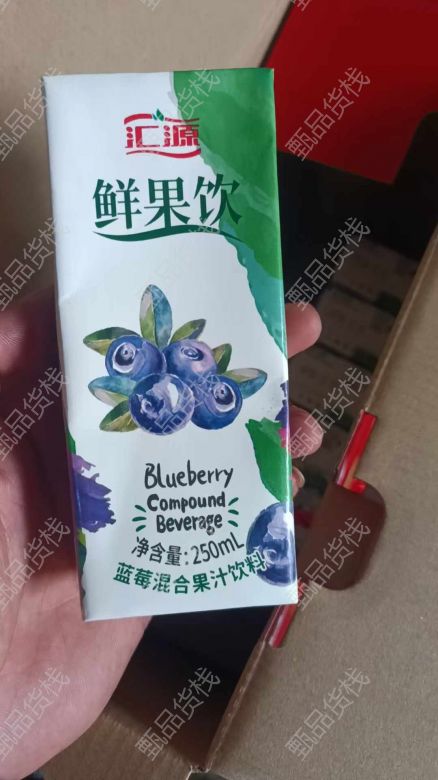 汇源
鲜果饮
Blueberry
Compound
Beverage
净含量:250mL
蓝莓混合果汁饮料
甄品货栈